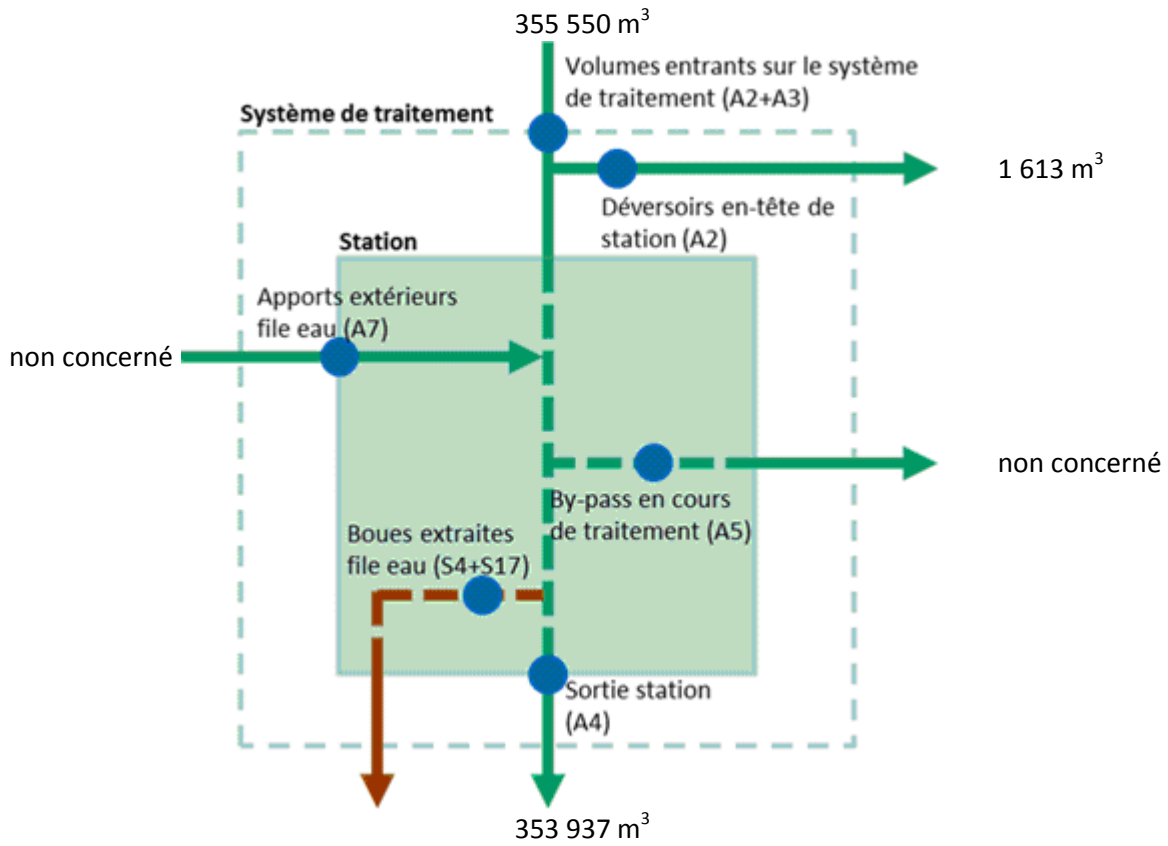 355 550 m³
Volumes entrants sur le système
de traitement (A2+A3)
Système de traitement
1 613 m³
Déversoirs en-tête de
station (A2)
Station
Apports extérieurs
file eau (A7)
non concerné
non concerné
By-pass en cours
de traitement (A5)
Boues extraites
file eau (S4+S17)
Sortie station
(A4)
353 937 m³